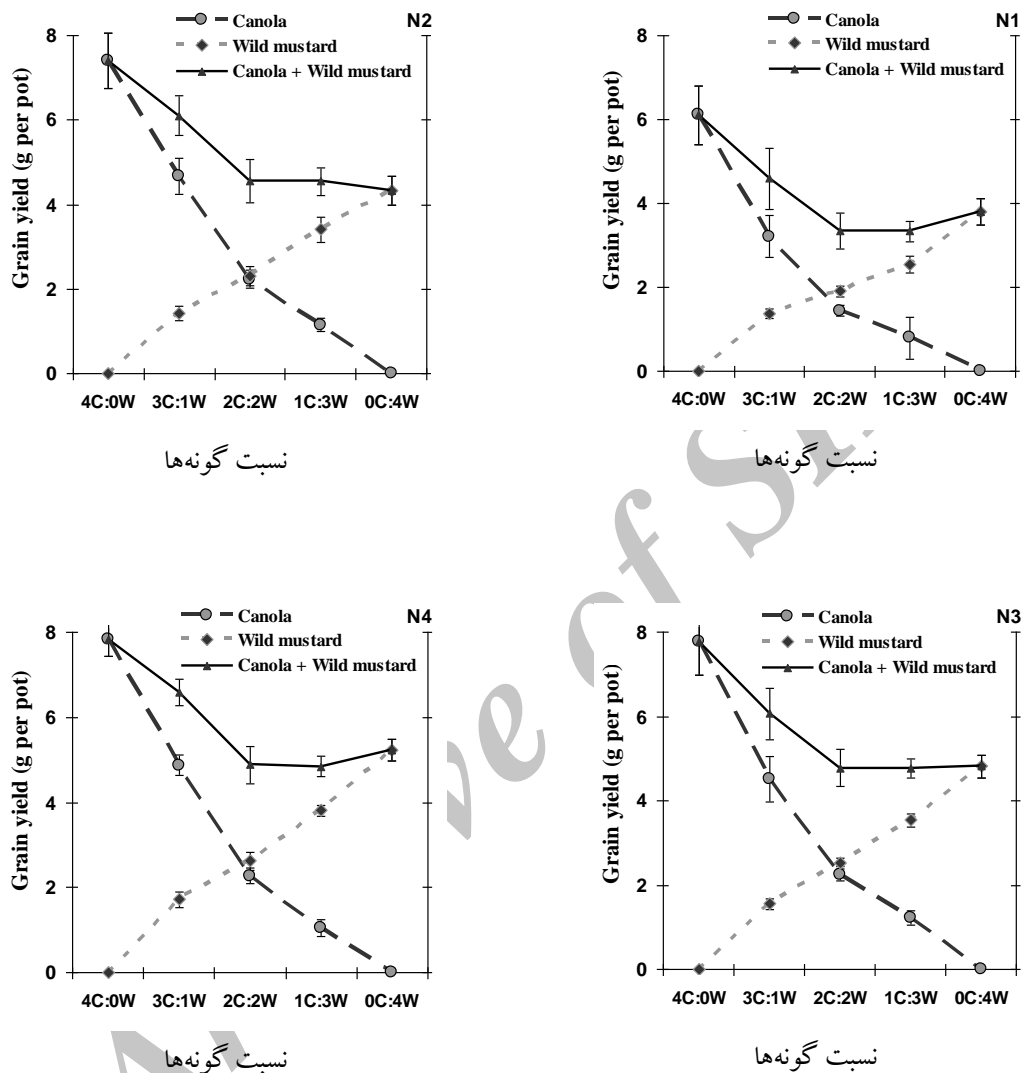 N2
Canola
Wild mustard
Canola + Wild mustard
Grain yield (g per pot)
8
6
4
2
0
4C:0W 3C:1W 2C:2W 1C:3W 0C:4W
نسبت گونه‌ها
N1
Canola
Wild mustard
Canola + Wild mustard
Grain yield (g per pot)
8
6
4
2
0
4C:0W 3C:1W 2C:2W 1C:3W 0C:4W
نسبت گونه‌ها
N4
Canola
Wild mustard
Canola + Wild mustard
Grain yield (g per pot)
8
6
4
2
0
4C:0W 3C:1W 2C:2W 1C:3W 0C:4W
نسبت گونه‌ها
N3
Canola
Wild mustard
Canola + Wild mustard
Grain yield (g per pot)
8
6
4
2
0
4C:0W 3C:1W 2C:2W 1C:3W 0C:4W
نسبت گونه‌ها
of